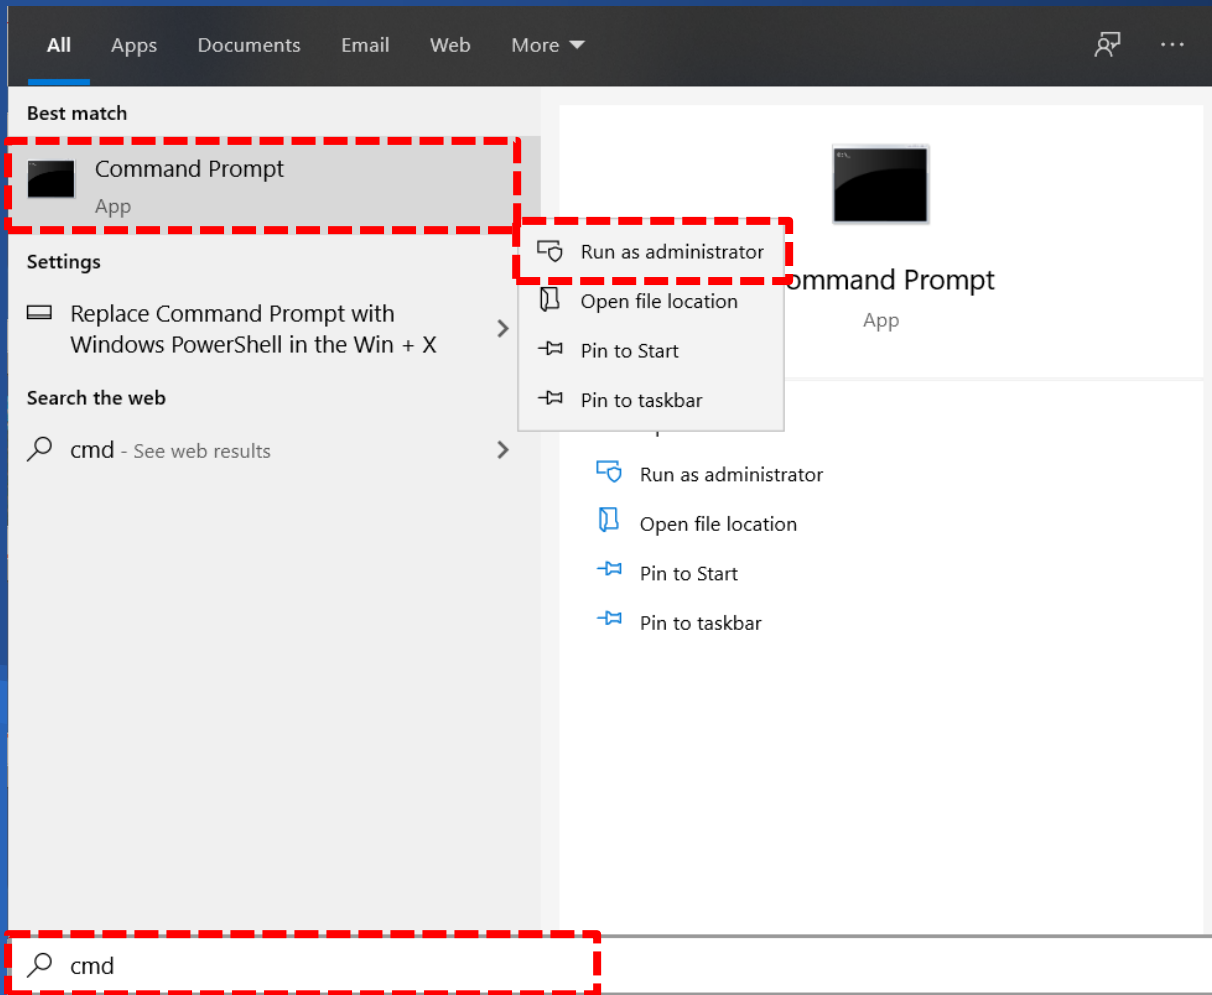 All Apps Documents Email Web More
Best match
Command Prompt
App
Settings
Replace Command Prompt with
Windows PowerShell in the Win + X
Search the web
cmd - See web results
Run as administrator
Open file location
Pin to Start
Pin to taskbar
ommand Prompt
App
Run as administrator
Open file location
Pin to Start
Pin to taskbar
cmd